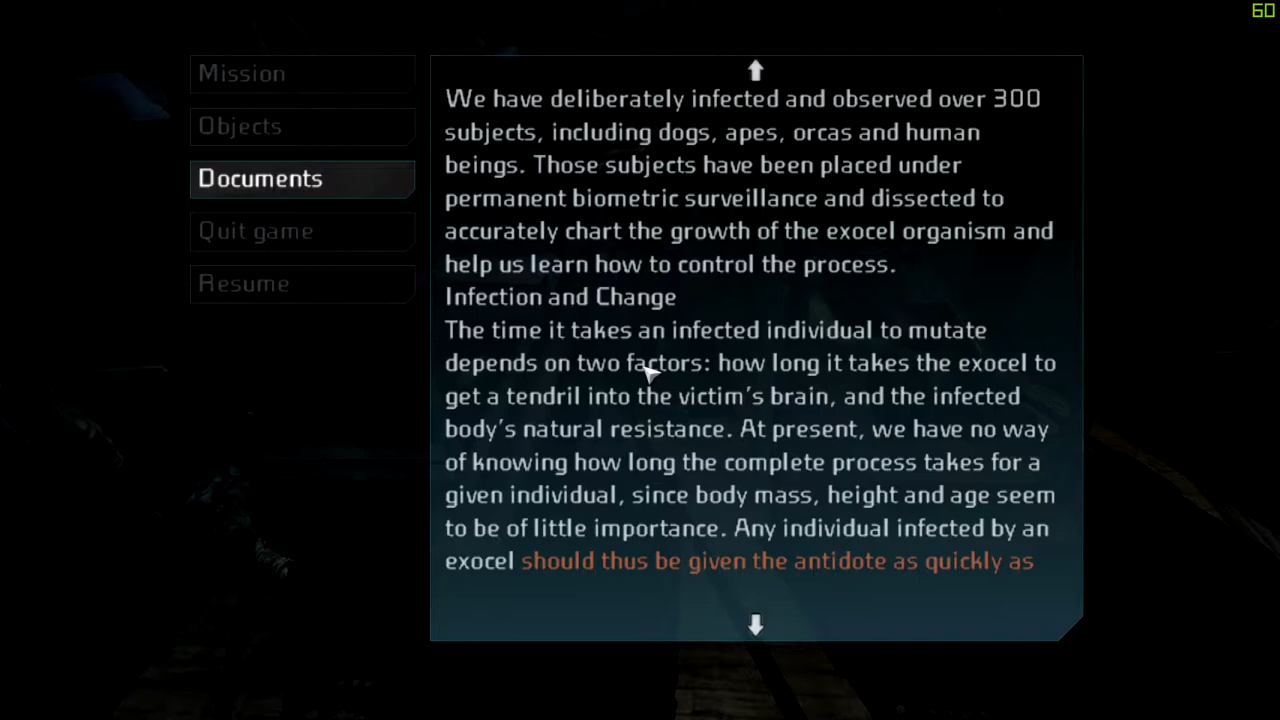 60
Mission
Objects
Documents
Quit game
Resume
We have deliberately infected and observed over 300
subjects, including dogs, apes, orcas and human
beings. Those subjects have been placed under
permanent biometric surveillance and dissected to
accurately chart the growth of the exocel organism and
help us learn how to control the process.
Infection and Change
The time it takes an infected individual to mutate
depends on two factors: how long it takes the exocel to
get a tendril into the victim's brain, and the infected
body's natural resistance. At present, we have no way
of knowing how long the complete process takes for a
given individual, since body mass, height and age seem
to be of little importance. Any individual infected by an
exocel should thus be given the antidote as quickly as